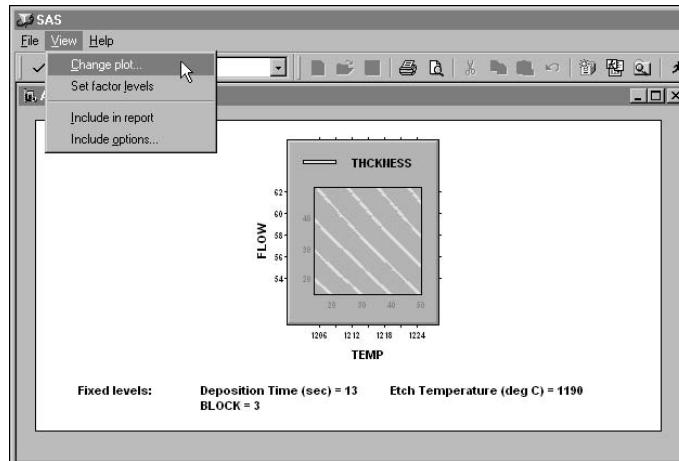 SAS
File View Help
Change plot...
Set factor levels
Include in report
Include options...
THCKNESS
62
60
58
56
54
FLOW
40
30
20
20 30 40 50
1206 1212 1218 1224
TEMP
Fixed levels: Deposition Time (sec) = 13 Etch Temperature (deg C) = 1190
BLOCK = 3